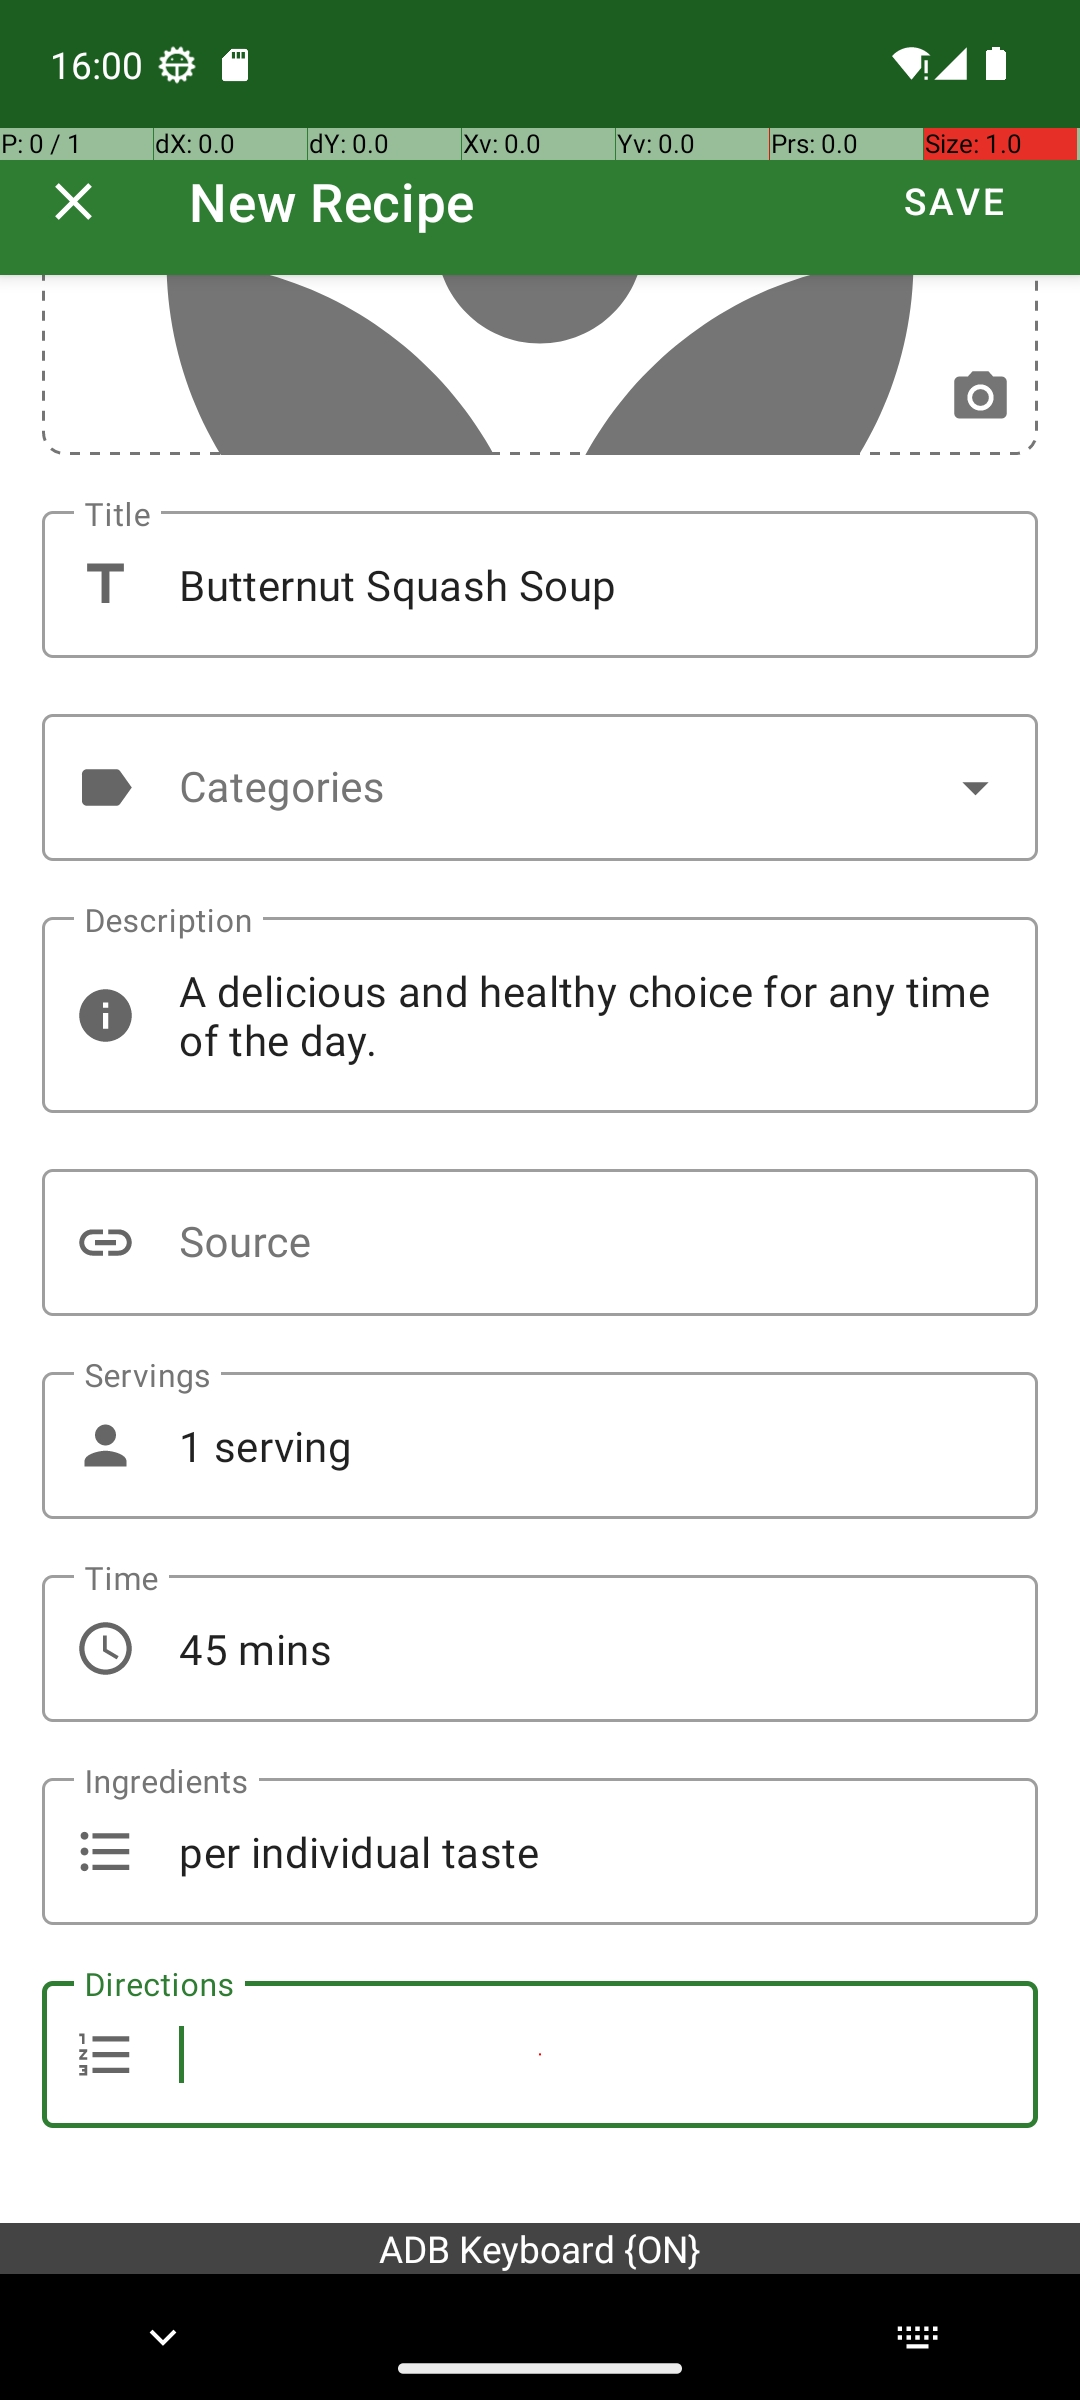 16:00
P: 0 / 1 dX: 0.0 dY: 0.0 Xv: 0.0 Yv: 0.0 Prs: 0.0 Size: 1.0
New Recipe SAVE
Title
Butternut Squash Soup
Categories
Description
A delicious and healthy choice for any time
of the day.
Source
Servings
1 serving
Time
45 mins
Ingredients
per individual taste
Directions
ADB Keyboard {ON}